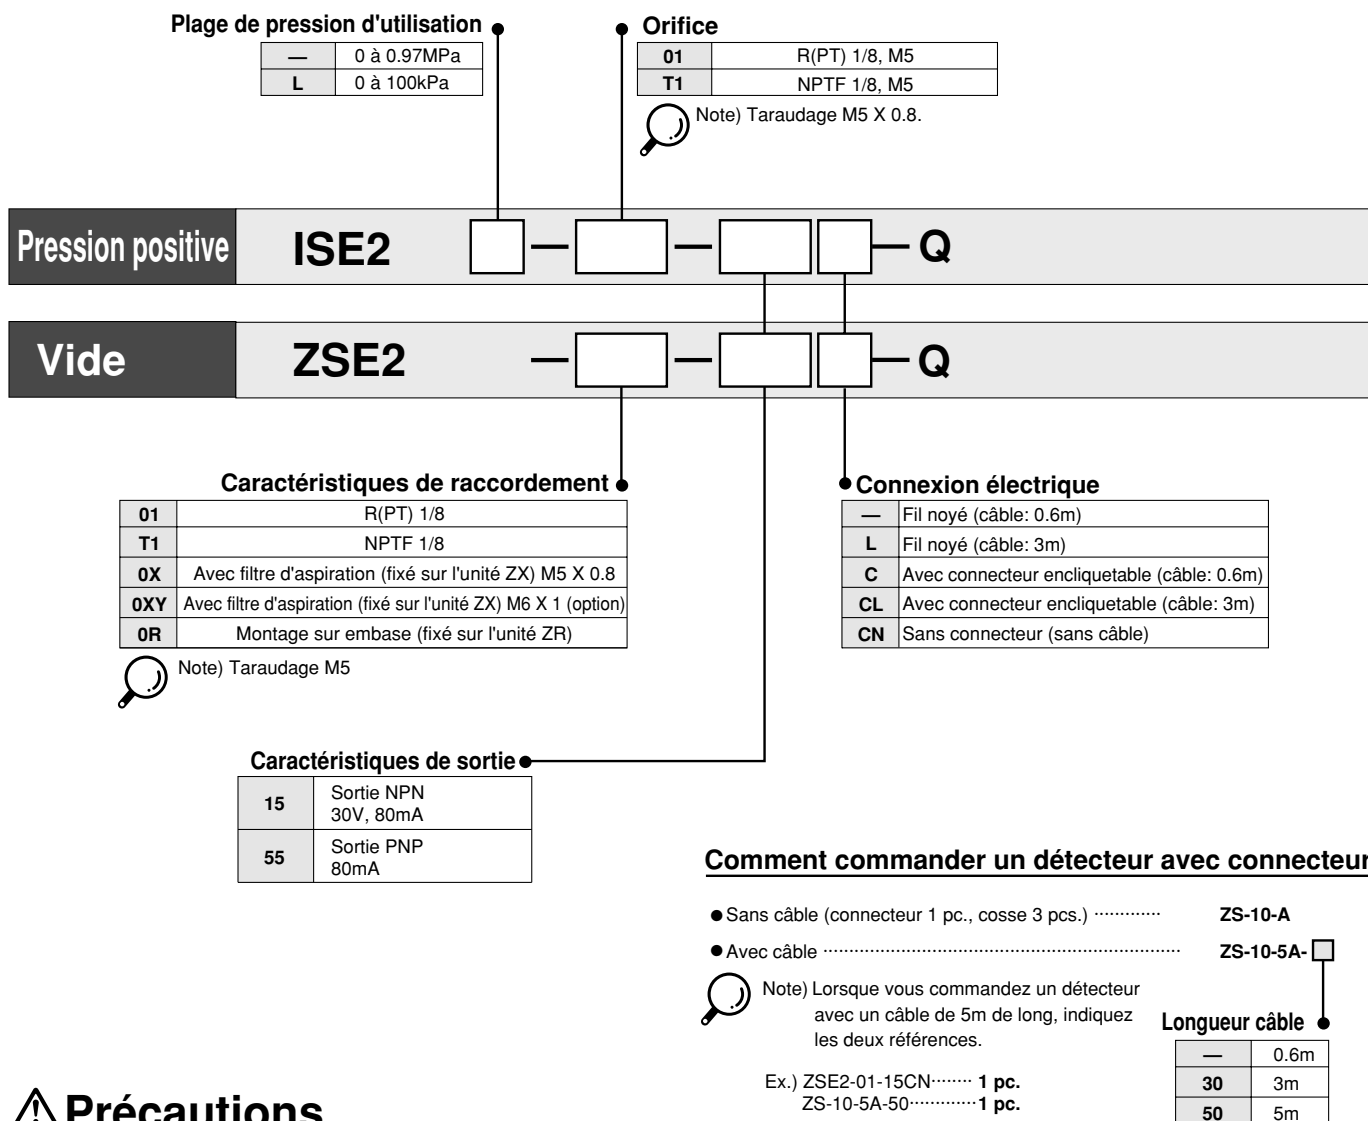 Plage de pression d'utilisation
— 0 à 0.97MPa
L 0 à 100kPa
Orifice
01 R(PT) 1/8, M5
T1 NPTF 1/8, M5
Note) Taraudage M5 X 0.8.
Pression positive ISE2 — — — Q
Vide ZSE2 — — — Q
Caractéristiques de raccordement
01 R(PT) 1/8
T1 NPTF 1/8
0X Avec filtre d'aspiration (fixé sur l'unité ZX) M5 X 0.8
0XY Avec filtre d'aspiration (fixé sur l'unité ZX) M6 X 1 (option)
0R Montage sur embase (fixé sur l'unité ZR)
Note) Taraudage M5
Connexion électrique
— Fil noyé (câble: 0.6m)
L Fil noyé (câble: 3m)
C Avec connecteur encliquetable (câble: 0.6m)
CL Avec connecteur encliquetable (câble: 3m)
CN Sans connecteur (sans câble)
Caractéristiques de sortie
15 Sortie NPN
30V, 80mA
55 Sortie PNP
80mA
Comment commander un détecteur avec connecteur
● Sans câble (connecteur 1 pc., cosse 3 pcs.) ············· ZS-10-A
● Avec câble ····································································· ZS-10-5A-
Note) Lorsque vous commandez un détecteur
avec un câble de 5m de long, indiquez
les deux références.
Ex.) ZSE2-01-15CN········ 1 pc.
ZS-10-5A-50·············1 pc.
Longueur câble
— 0.6m
30 3m
50 5m
Précautions